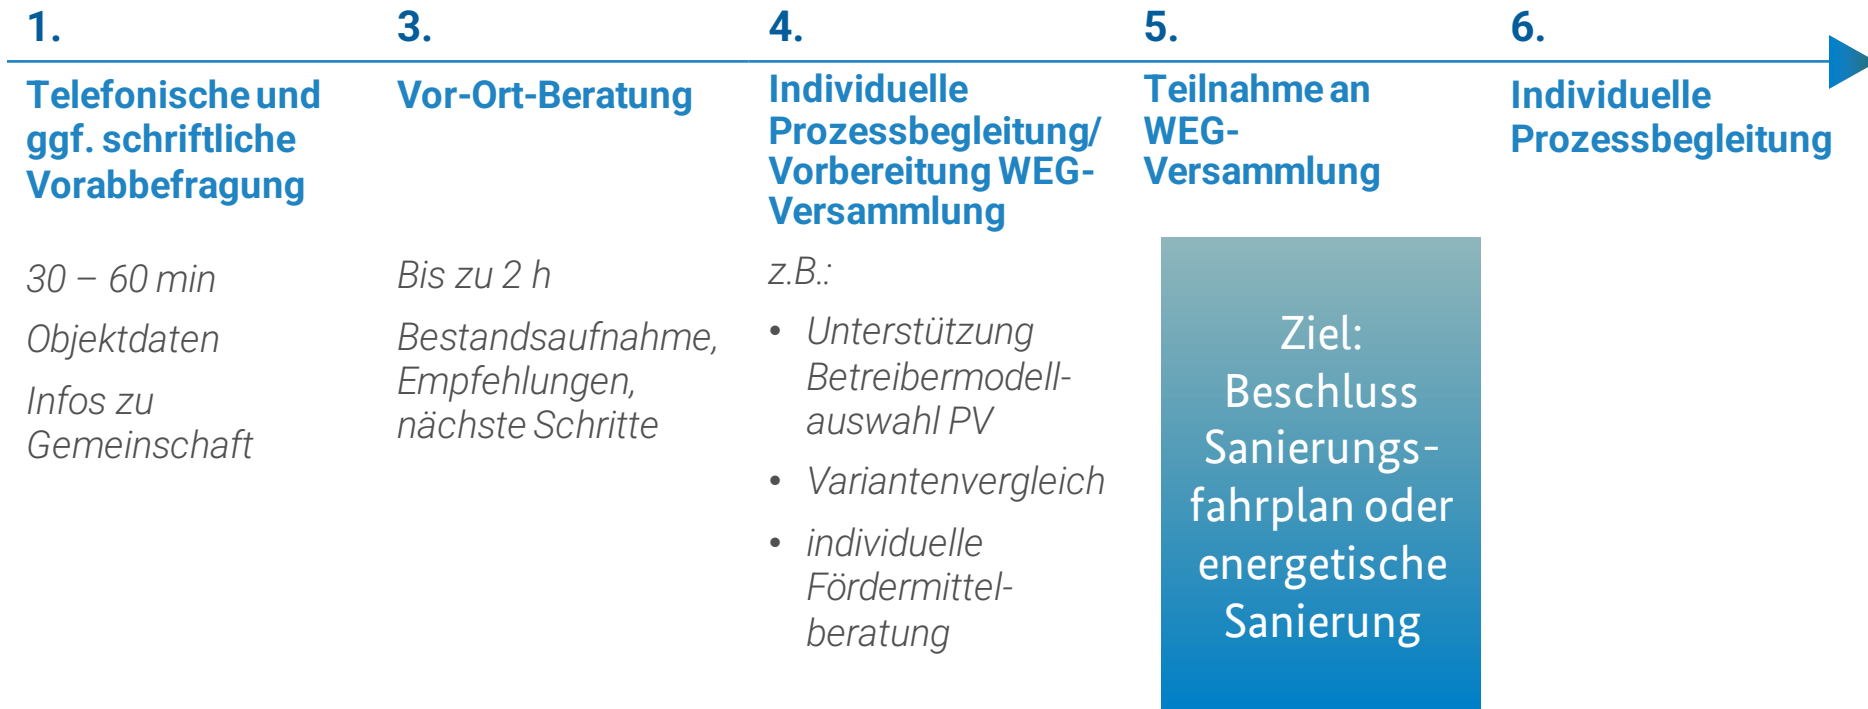 1.
Telefonische und
ggf. schriftliche
Vorabbefragung
30 – 60 min
Objektdaten
Infos zu
Gemeinschaft
3.
Vor-Ort-Beratung
Bis zu 2 h
Bestandsaufnahme,
Empfehlungen,
nächste Schritte
4.
Individuelle
Prozessbegleitung/
Vorbereitung WEG-
Versammlung
z.B.:
• Unterstützung
Betreibermodell-
auswahl PV
• Variantenvergleich
• individuelle
Fördermittel-
beratung
5.
Teilnahme an
WEG-
Versammlung
Ziel:
Beschluss
Sanierungs-
fahrplan oder
energetische
Sanierung
6.
Individuelle
Prozessbegleitung